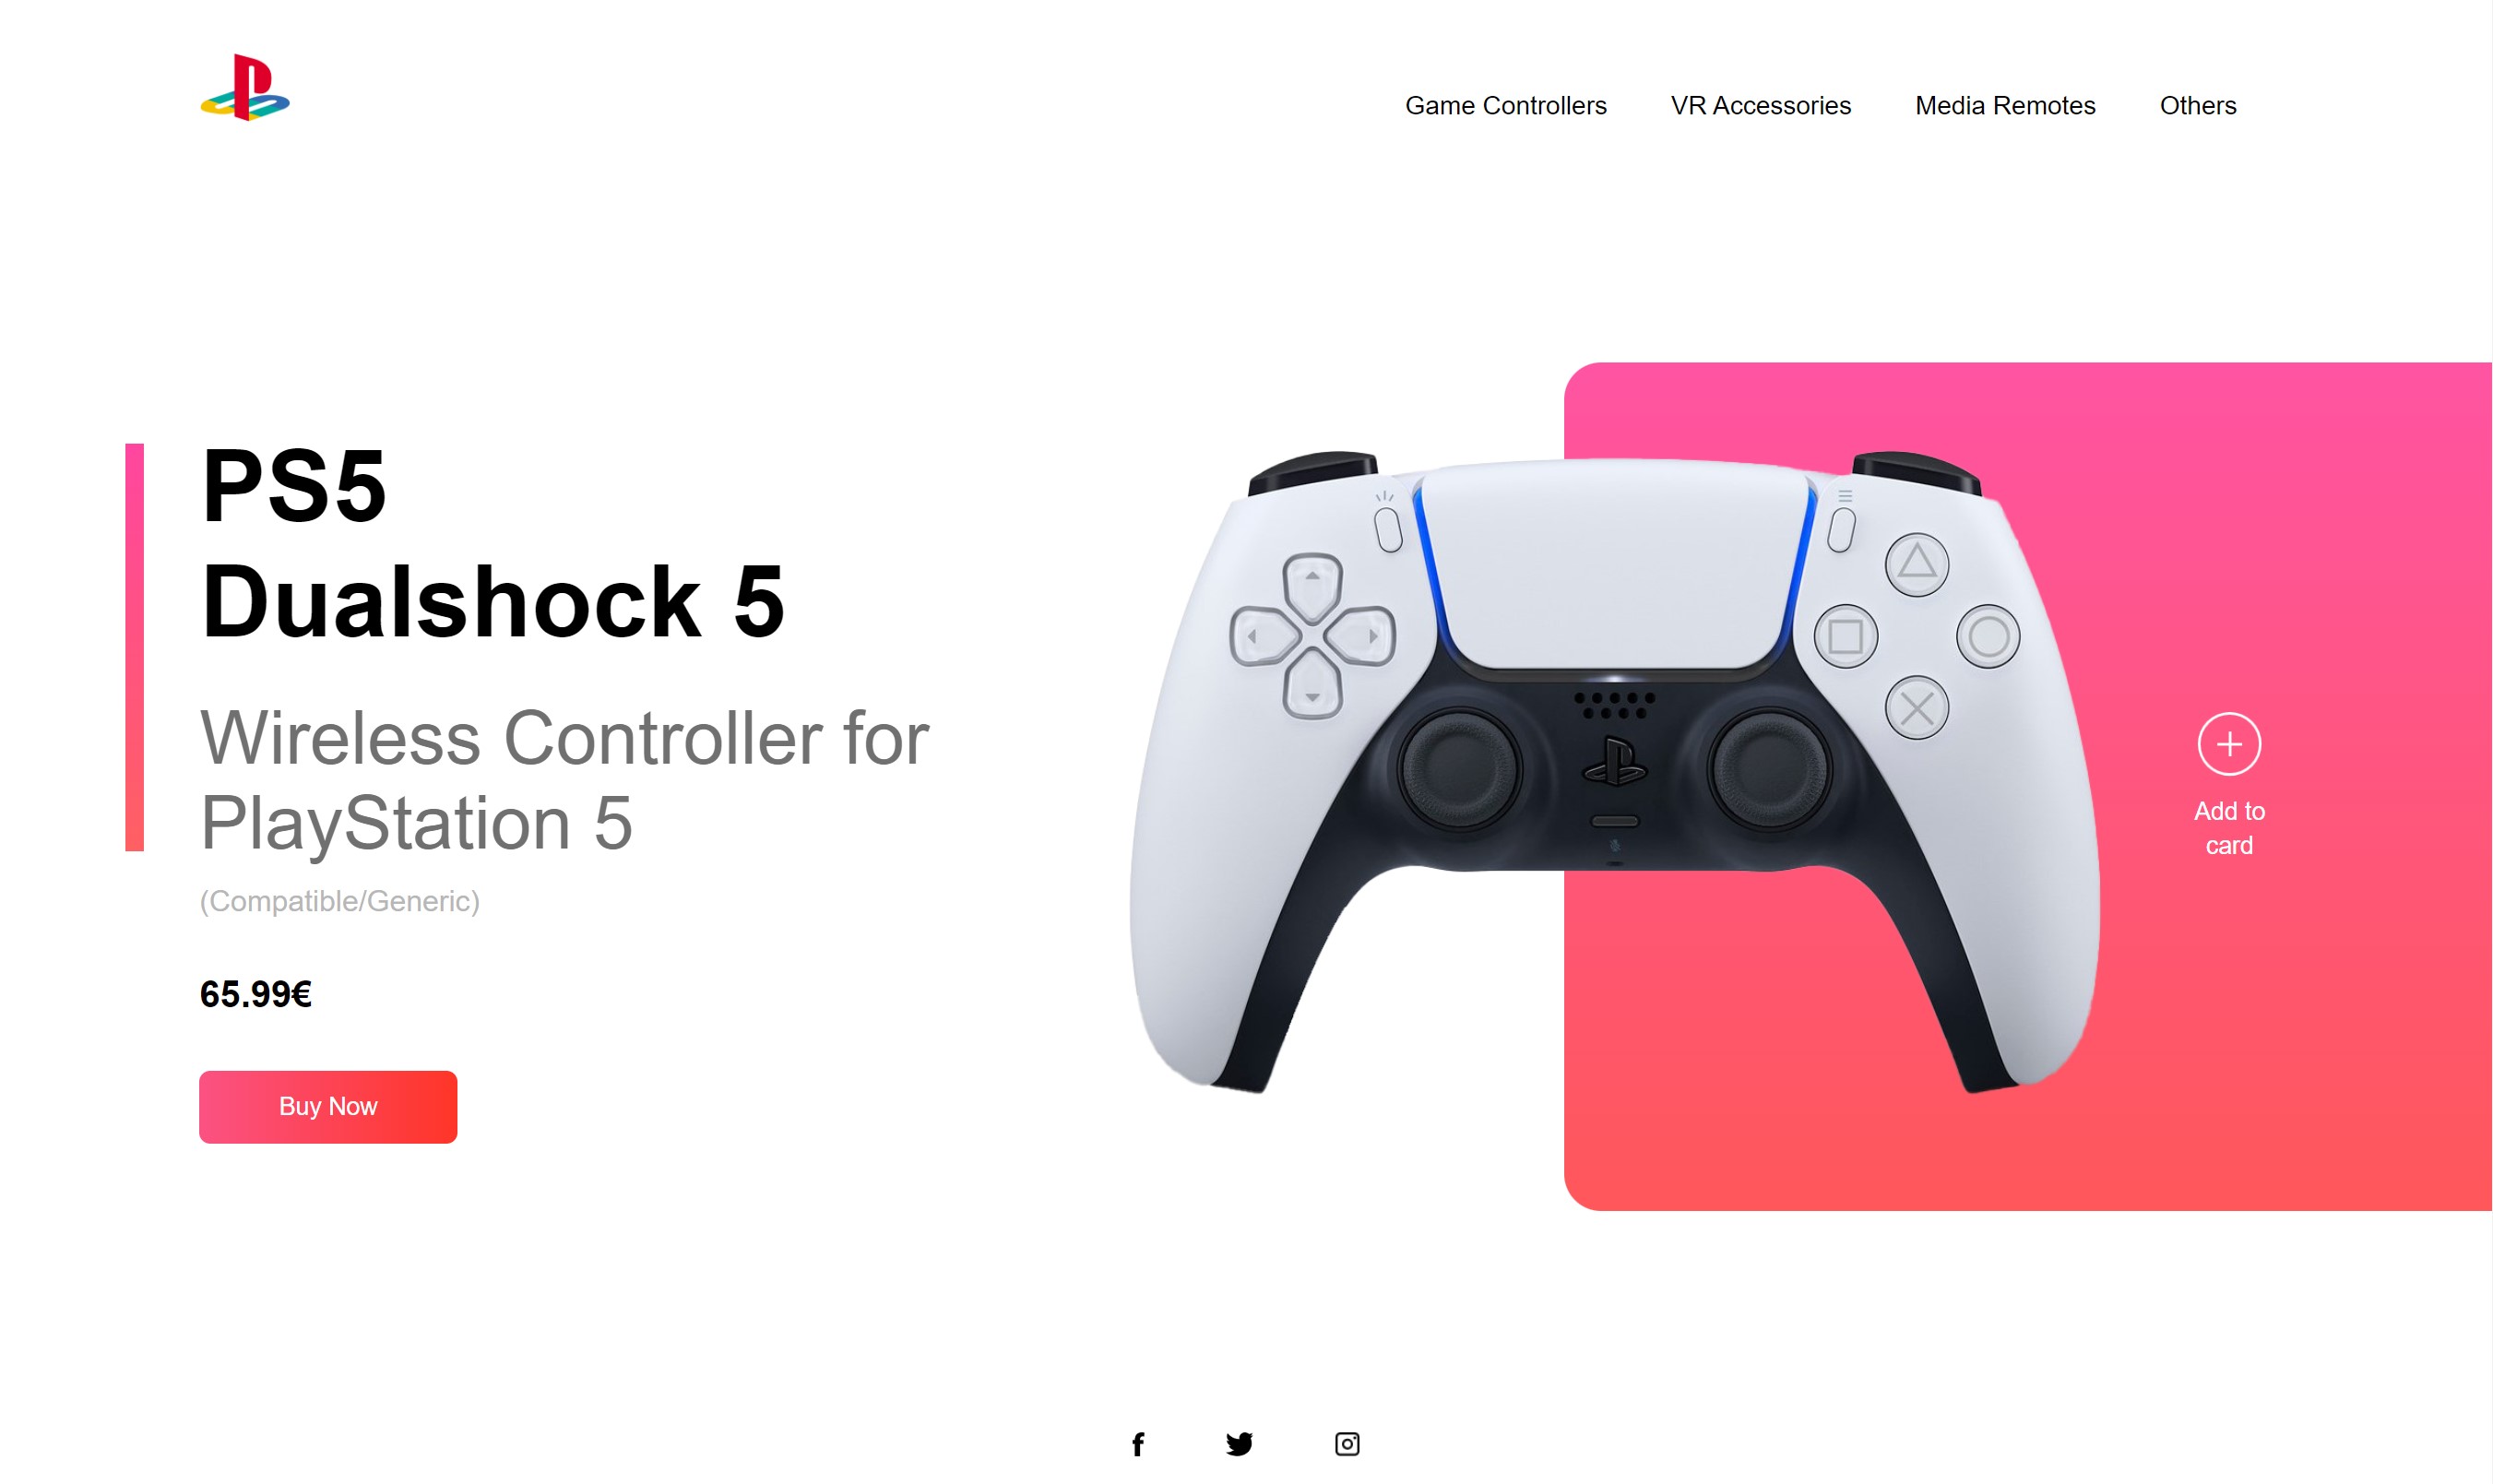 Game Controllers VR Accessories Media Remotes Others
PS5
Dualshock 5
Wireless Controller for
PlayStation 5
(Compatible/Generic)
65.99€
Buy Now
Add to
card